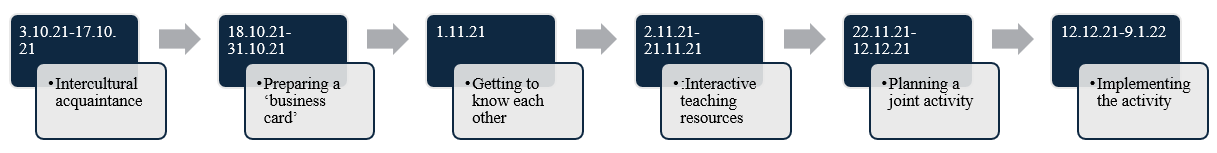 3.10.21-17.10.
21
•Intercultural
acquaintance
18.10.21-
31.10.21
•Preparing a
‘business
card’
1.11.21
•Getting to
know each
other
2.11.21-
21.11.21
•:Interactive
teaching
resources
22.11.21-
12.12.21
•Planning a
joint activity
12.12.21-9.1.22
•Implementing
the activity